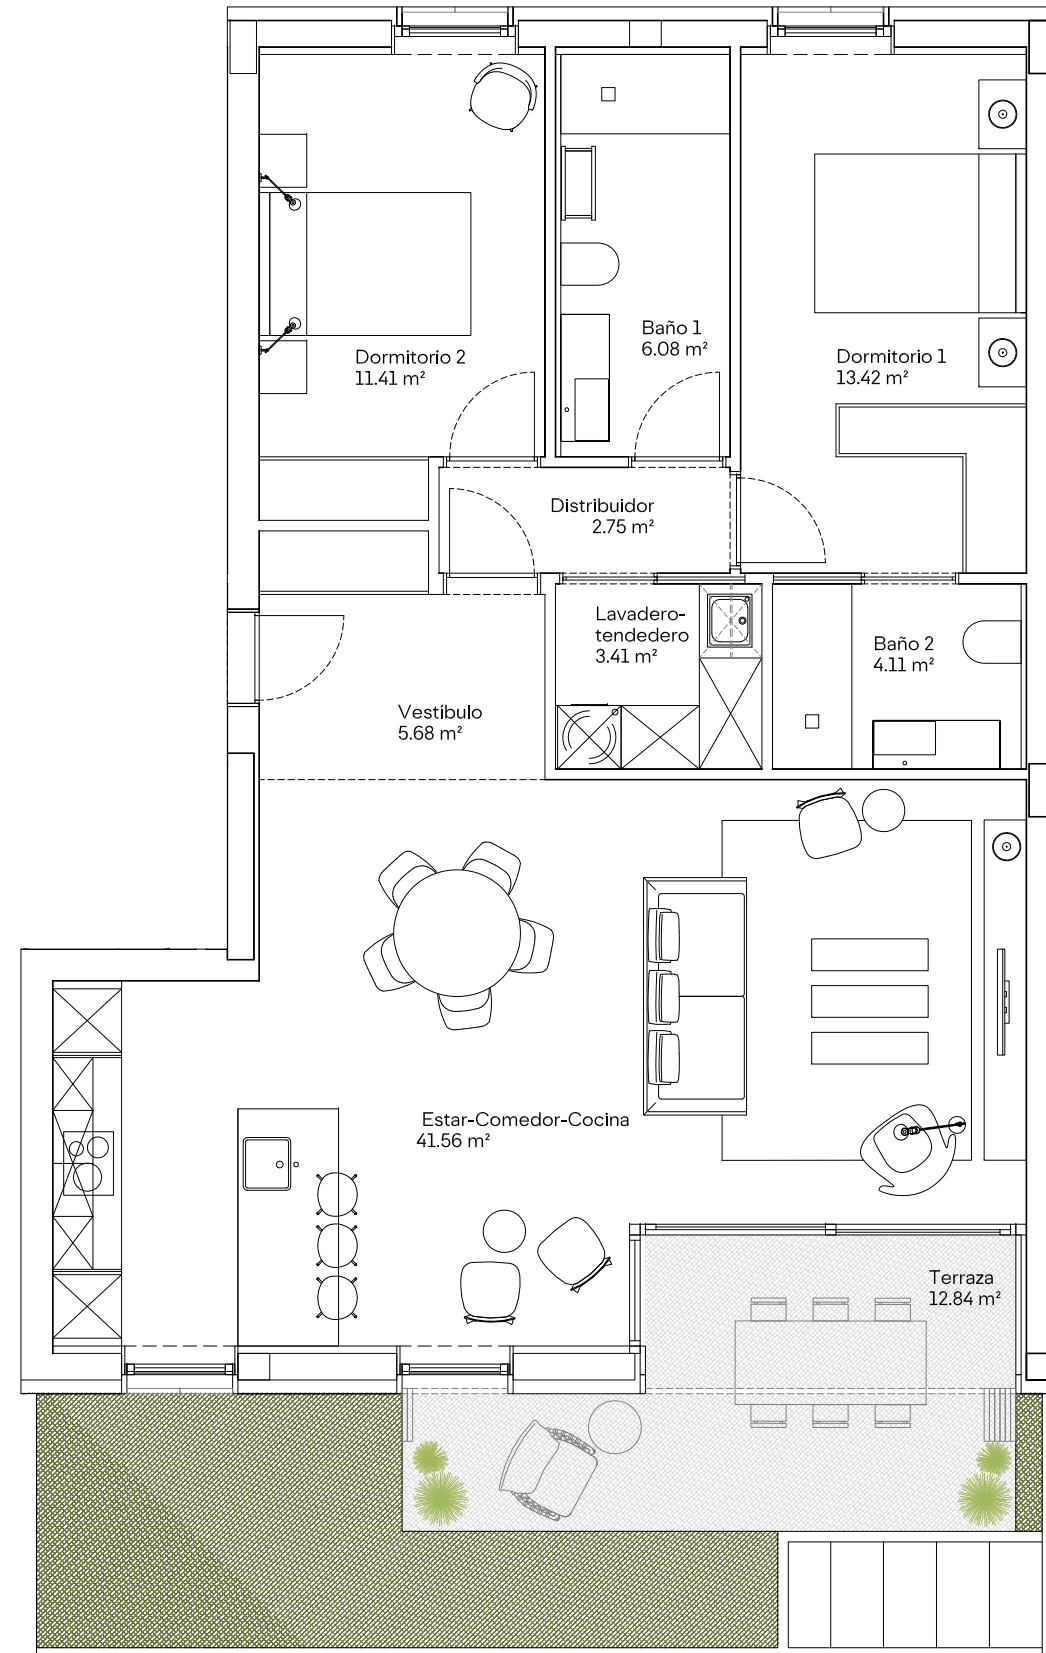 Baño 1
6.08 m²
Dormitorio 2
11.41 m²
Dormitorio 1
13.42 m²
Distribuidor
2.75 m²
Lavadero-
tendedero
3.41 m²
Baño 2
4.11 m²
Vestíbulo
5.68 m²
Estar-Comedor-Cocina
41.56 m²
Terraza
12.84 m²